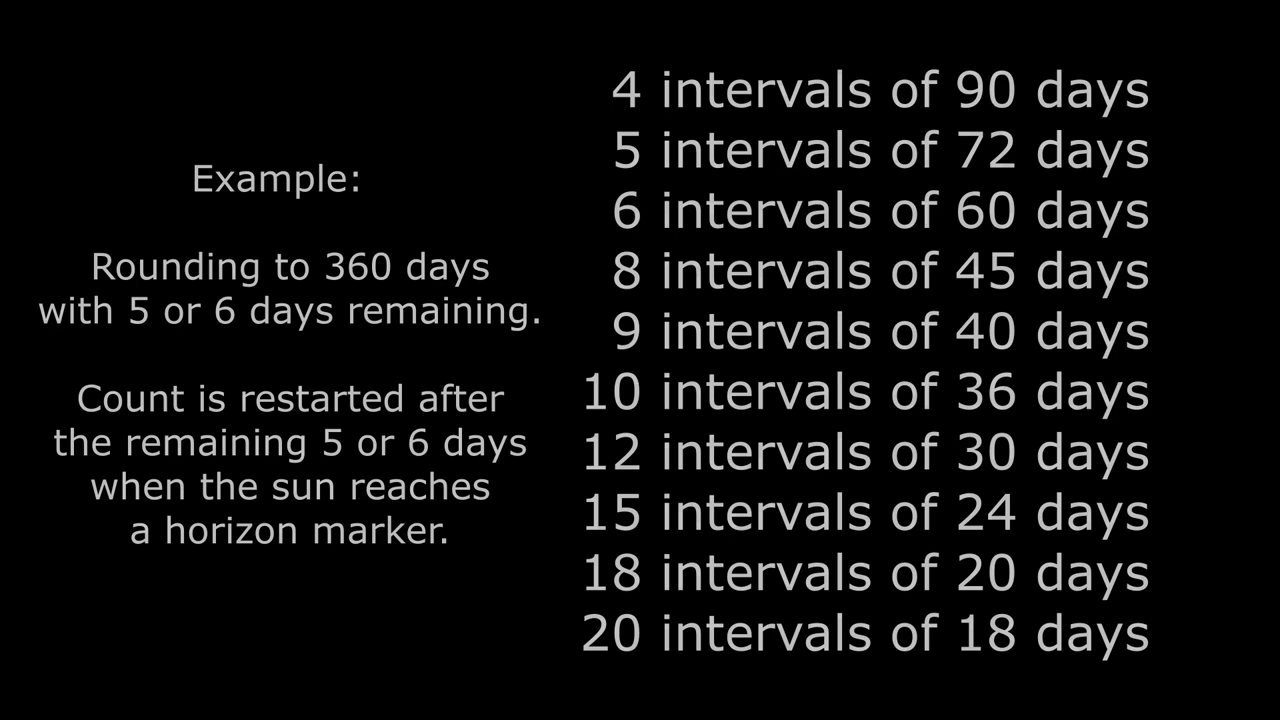 Example:
Rounding to 360 days
with 5 or 6 days remaining.
Count is restarted after
the remaining 5 or 6 days
when the sun reaches
a horizon marker.
4 intervals of 90 days
5 intervals of 72 days
6 intervals of 60 days
8 intervals of 45 days
9 intervals of 40 days
10 intervals of 36 days
12 intervals of 30 days
15 intervals of 24 days
18 intervals of 20 days
20 intervals of 18 days